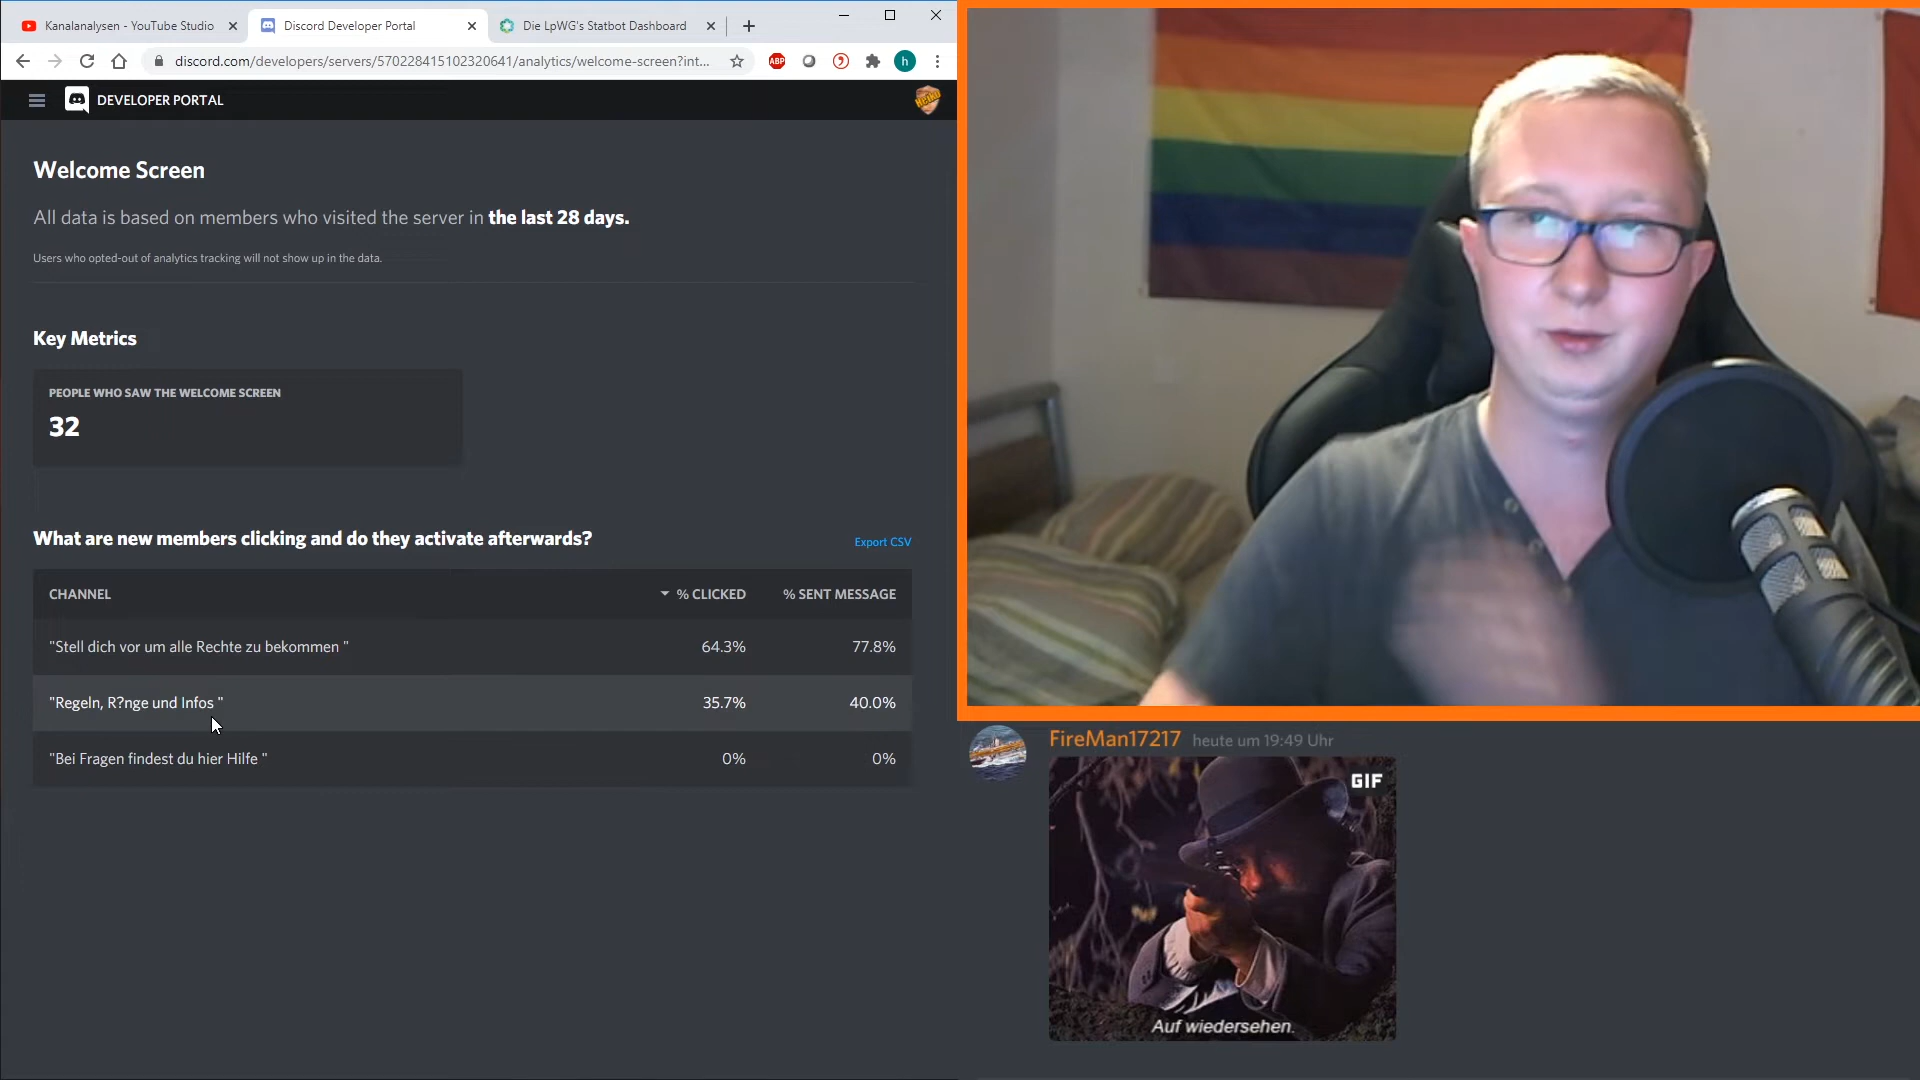 Kanalanalysen - YouTube Studio
Discord Developer Portal
Die LpWG's Statbot Dashboard
discord.com/developers/servers/570228415102320641/analytics/welcome-screen?int...
ABP
h
DEVELOPER PORTAL
Heiko
Welcome Screen
All data is based on members who visited the server in the last 28 days.
Users who opted-out of analytics tracking will not show up in the data.
Key Metrics
PEOPLE WHO SAW THE WELCOME SCREEN
32
What are new members clicking and do they activate afterwards?
Export CSV
CHANNEL % CLICKED % SENT MESSAGE
"Stell dich vor um alle Rechte zu bekommen " 64.3% 77.8%
"Regeln, R?nge und Infos " 35.7% 40.0%
"Bei Fragen findest du hier Hilfe " 0% 0%
FireMan17217 heute um 19:49 Uhr
GIF
Auf wiedersehen.